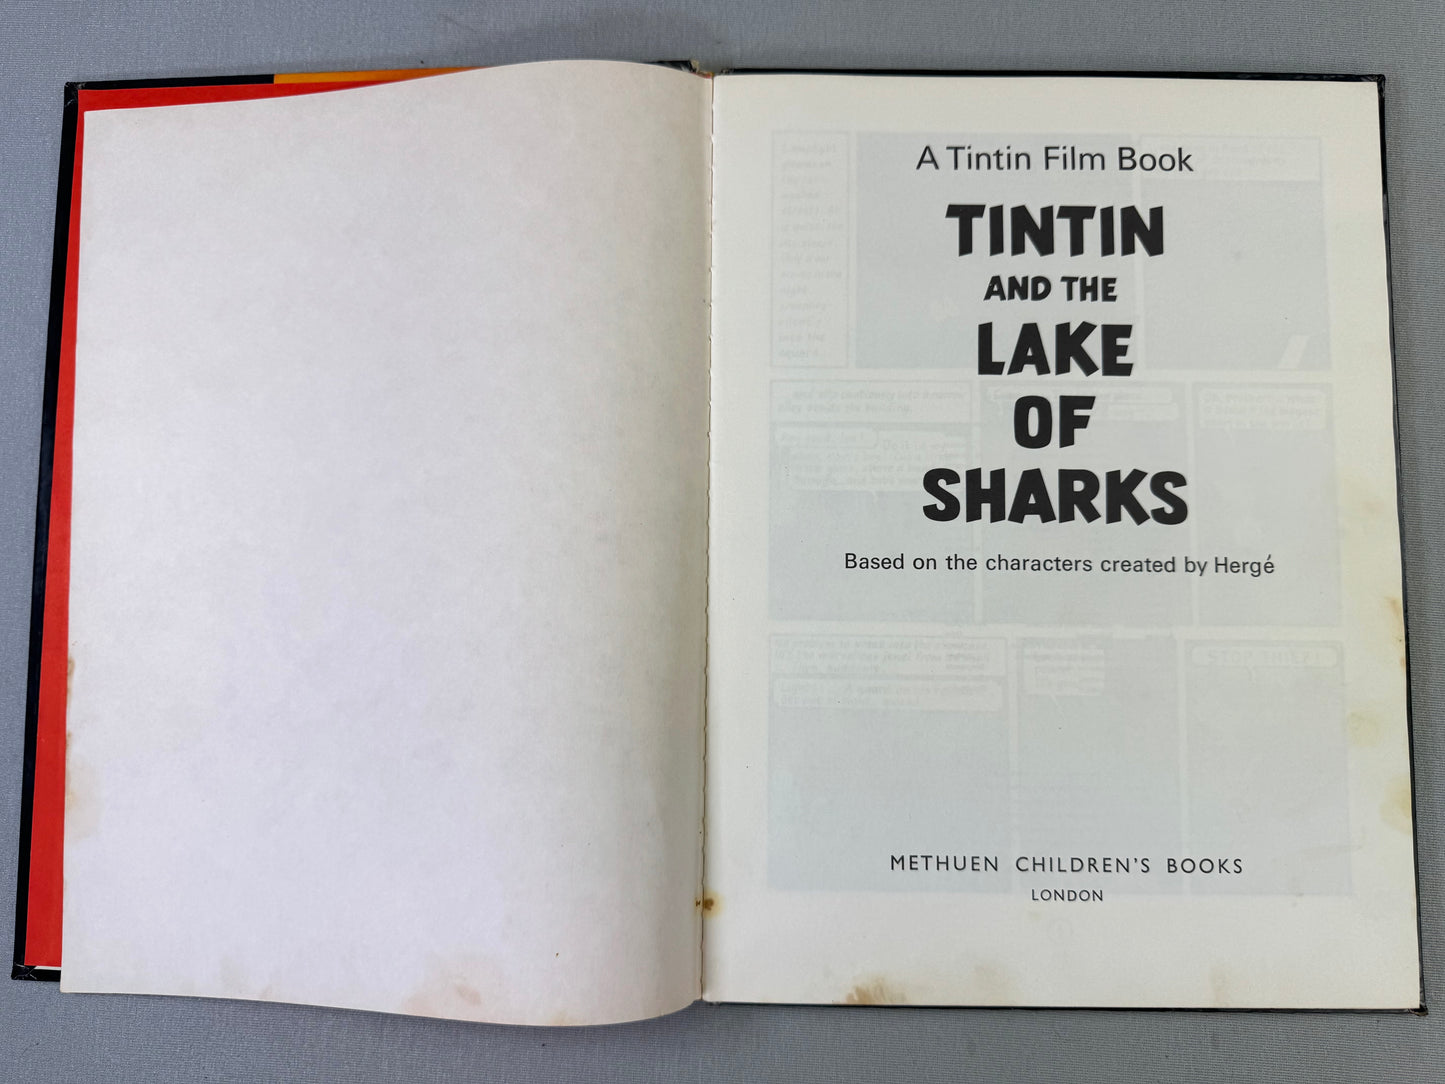 A Tintin Film Book
TINTIN
AND THE
LAKE
OF
SHARKS
Based on the characters created by Hergé
METHUEN CHILDREN'S BOOKS
LONDON